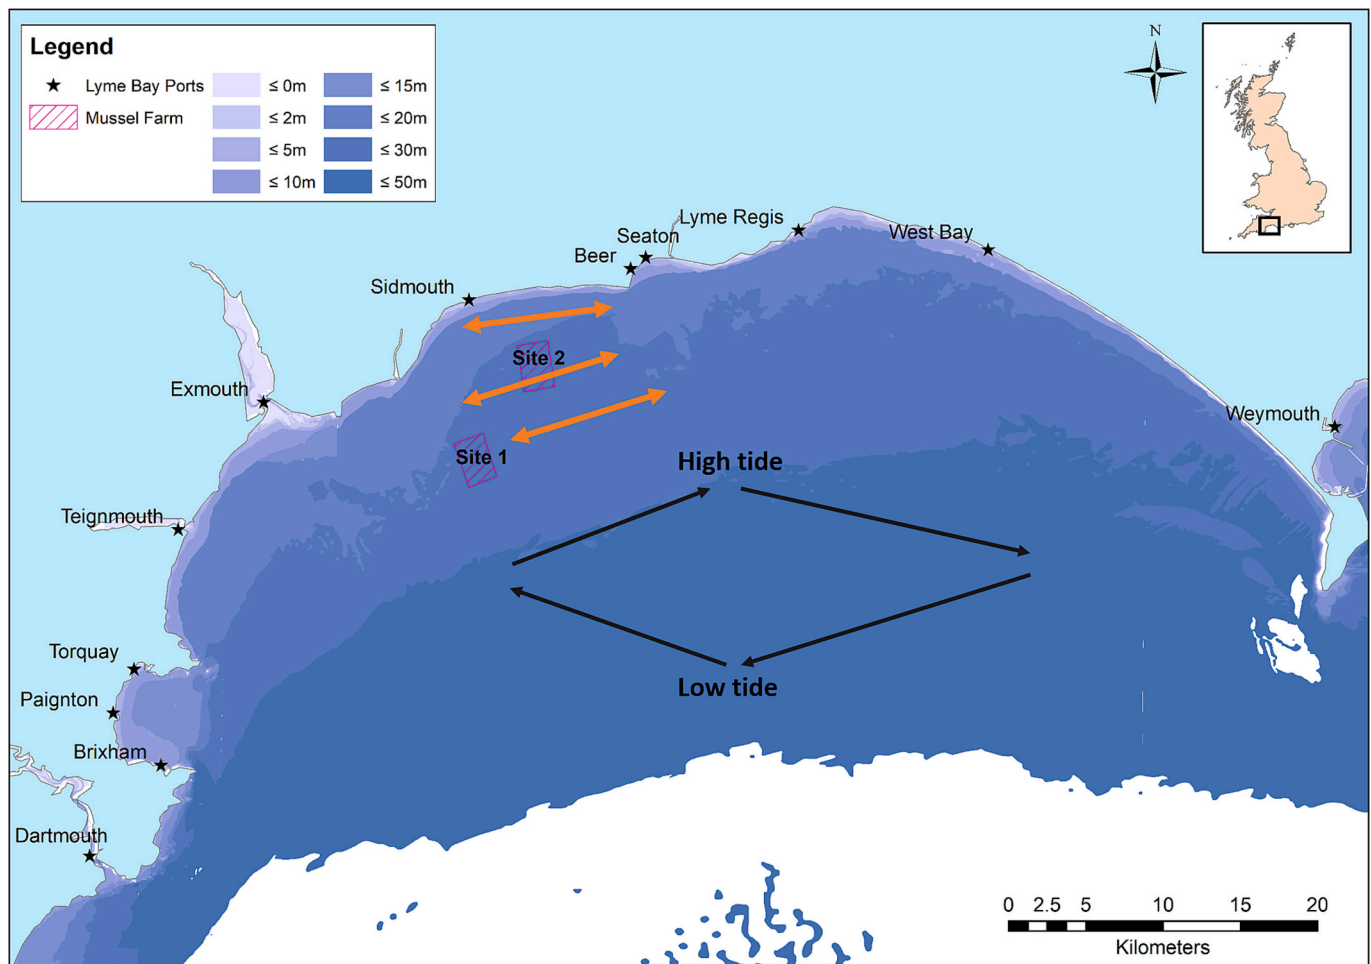 Legend
Lyme Bay Ports
Mussel Farm
≤ 0m
≤ 2m
≤ 5m
≤ 10m
≤ 15m
≤ 20m
≤ 30m
≤ 50m
N
Lyme Regis
West Bay
Seaton
Beer
Sidmouth
Site 2
Exmouth
Weymouth
Site 1
High tide
Teignmouth
Torquay
Low tide
Paignton
Brixham
Dartmouth
0 2.5 5 10 15 20
Kilometers